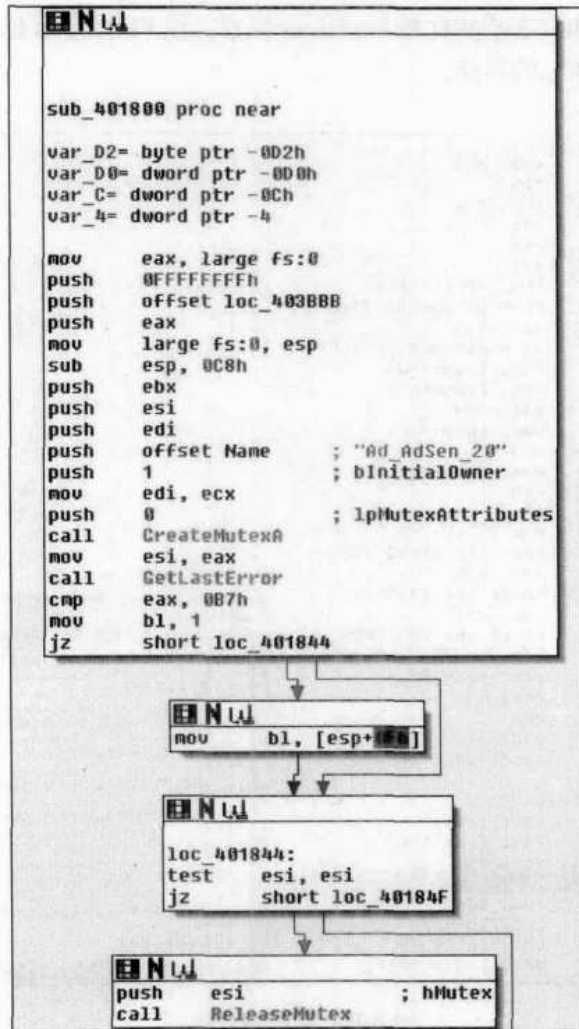 sub_401800 proc near
var_D2= byte ptr -0D2h
var_D0= dword ptr -0D0h
var_C= dword ptr -0Ch
var_4= dword ptr -4
mov eax, large fs:0
push 0FFFFFFFFh
push offset loc_403BBB
push eax
mov large fs:0, esp
sub esp, 0C8h
push ebx
push esi
push edi
push offset Name ; "Ad_AdSen_20"
push 1 ; bInitialOwner
mov edi, ecx
push 0 ; lpMutexAttributes
call CreateMutexA
mov esi, eax
call GetLastError
cmp eax, 0B7h
mov bl, 1
jz short loc_401844
mov bl, [esp+
loc_401844:
test esi, esi
jz short loc_40184F
push esi ; hMutex
call ReleaseMutex